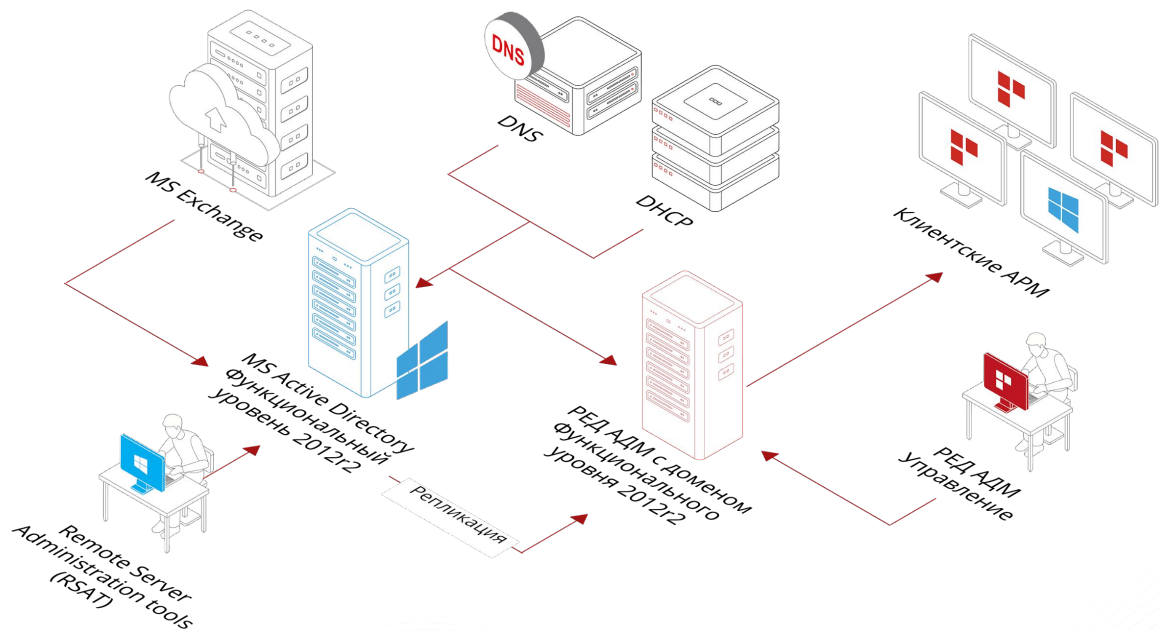 DNS
DNS
DHCP
MS Exchange
Клиентские АРМ
MS Active Directory
Функциональный
уровень 2012r2
РЕД АДМ с доменом
Функционального
уровня 2012r2
РЕД АДМ
Управление
Репликация
Remote Server
Administration tools
(RSAT)